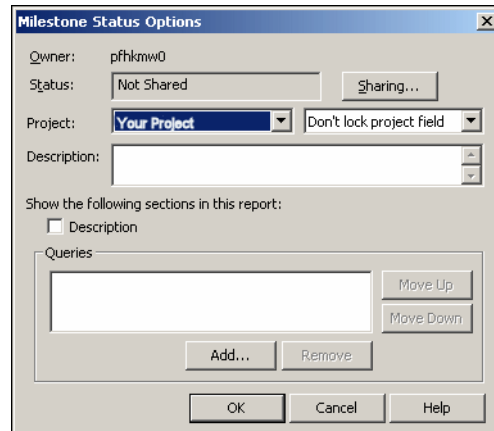 Milestone Status Options
Owner: pfhkmw0
Status: Not Shared Sharing...
Project: Your Project Don't lock project field
Description:
Show the following sections in this report:
Description
Queries
Move Up
Move Down
Add... Remove
OK Cancel Help